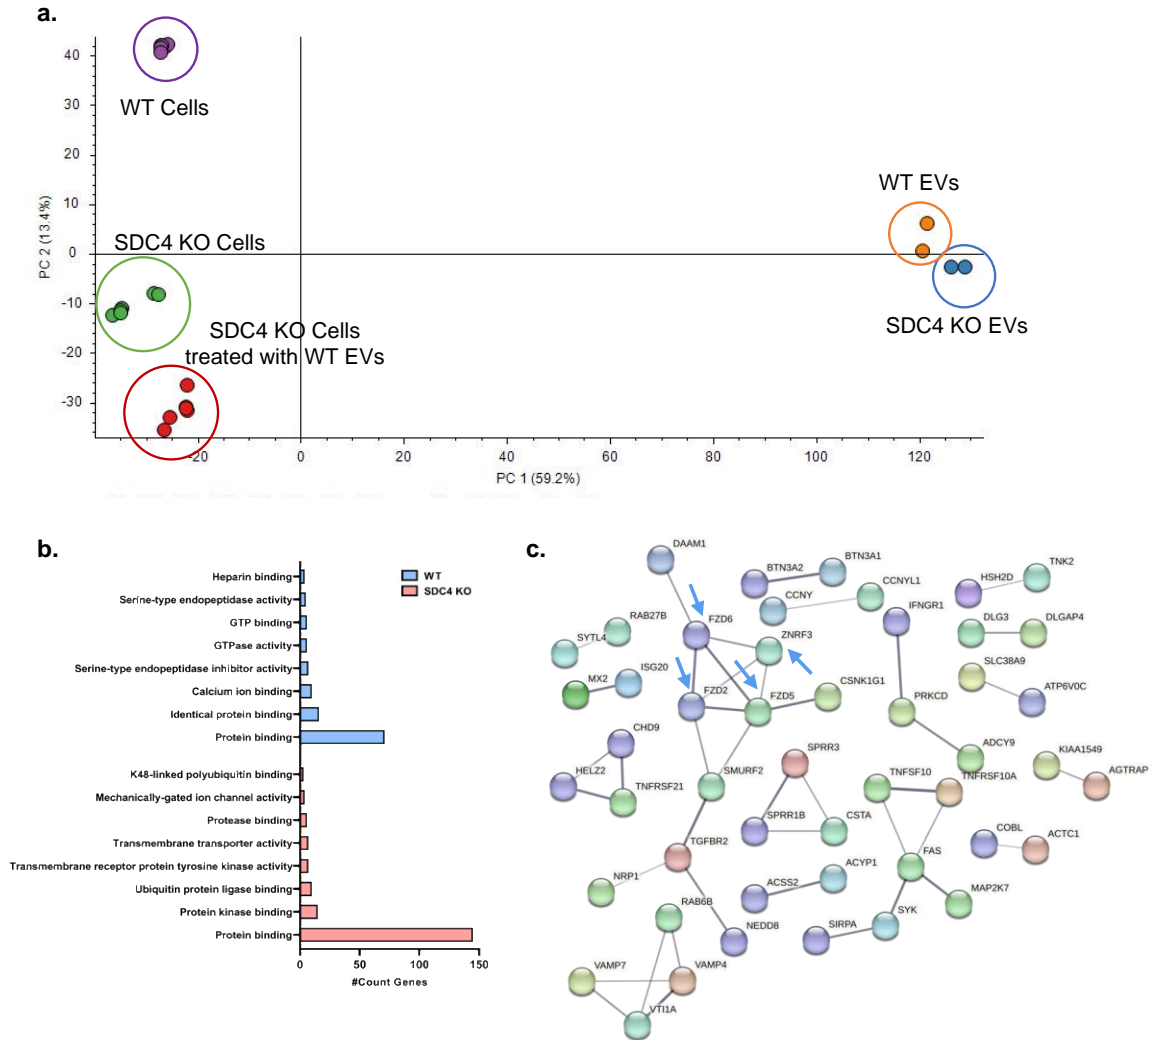 a.
40
30
20
10
0
-10
-20
-30
PC 2 (13.4%)
WT Cells
SDC4 KO Cells
SDC4 KO Cells
treated with WT EVs
WT EVs
SDC4 KO EVs
-20
0
20
40
60
80
100
120
PC 1 (59.2%)
b.
WT
SDC4 KO
Heparin binding
Serine-type endopeptidase activity
GTP binding
GTPase activity
Serine-type endopeptidase inhibitor activity
Calcium ion binding
Identical protein binding
Protein binding
K48-linked polyubiquitin binding
Mechanically-gated ion channel activity
Protease binding
Transmembrane transporter activity
Transmembrane receptor protein tyrosine kinase activity
Ubiquitin protein ligase binding
Protein kinase binding
Protein binding
0
50
100
150
#Count Genes
c.
DAAM1
BTN3A2
BTN3A1
CCNY
CCNYL1
HSH2D
TNK2
RAB27B
SYTL4
FZD6
ZNRF3
IFNGR1
DLG3
DLGAP4
MX2
ISG20
FZD2
FZD5
CSNK1G1
SLC38A9
ATP6V0C
PRKCD
CHD9
HELZ2
TNFRSF21
SMURF2
SPRR3
SPRR1B
CSTA
ADCY9
KIAA1549
AGTRAP
TNFSF10
TNFRSF10A
TGFBR2
NRP1
ACSS2
ACYP1
FAS
COBL
ACTC1
MAP2K7
RAB6B
NEDD8
SIRPA
SYK
VAMP7
VAMP4
VTI1A